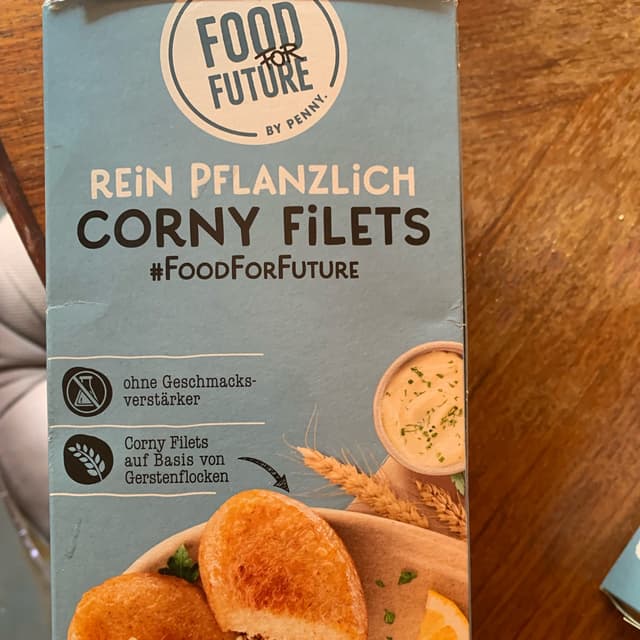 FOOD
FOR
FUTURE
BY PENNY.
REiN PFLANZLiCH
CORNY FiLETS
#FOODFORFUTURE
ohne Geschmacks-
verstärker
Corny Filets
auf Basis von
Gerstenflocken